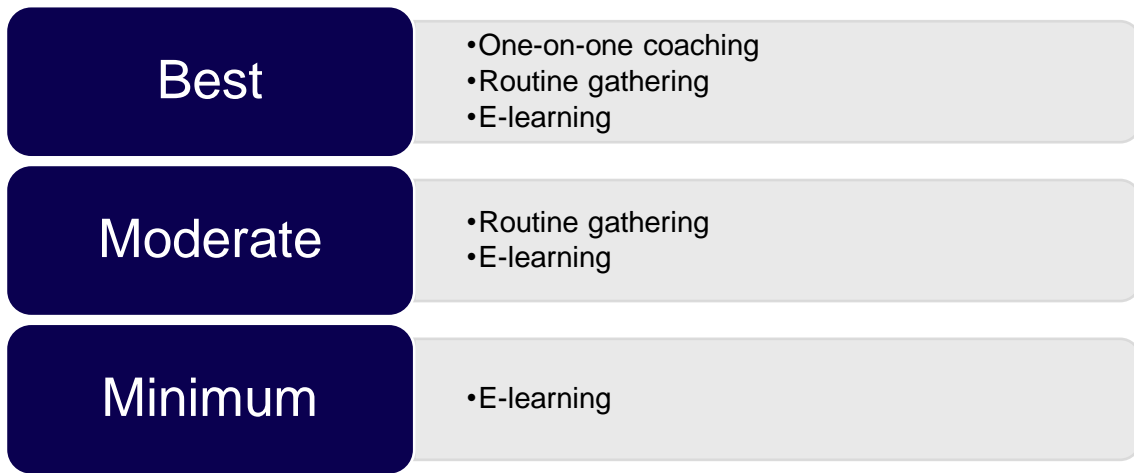 Best
•One-on-one coaching
•Routine gathering
•E-learning
Moderate
•Routine gathering
•E-learning
Minimum
•E-learning